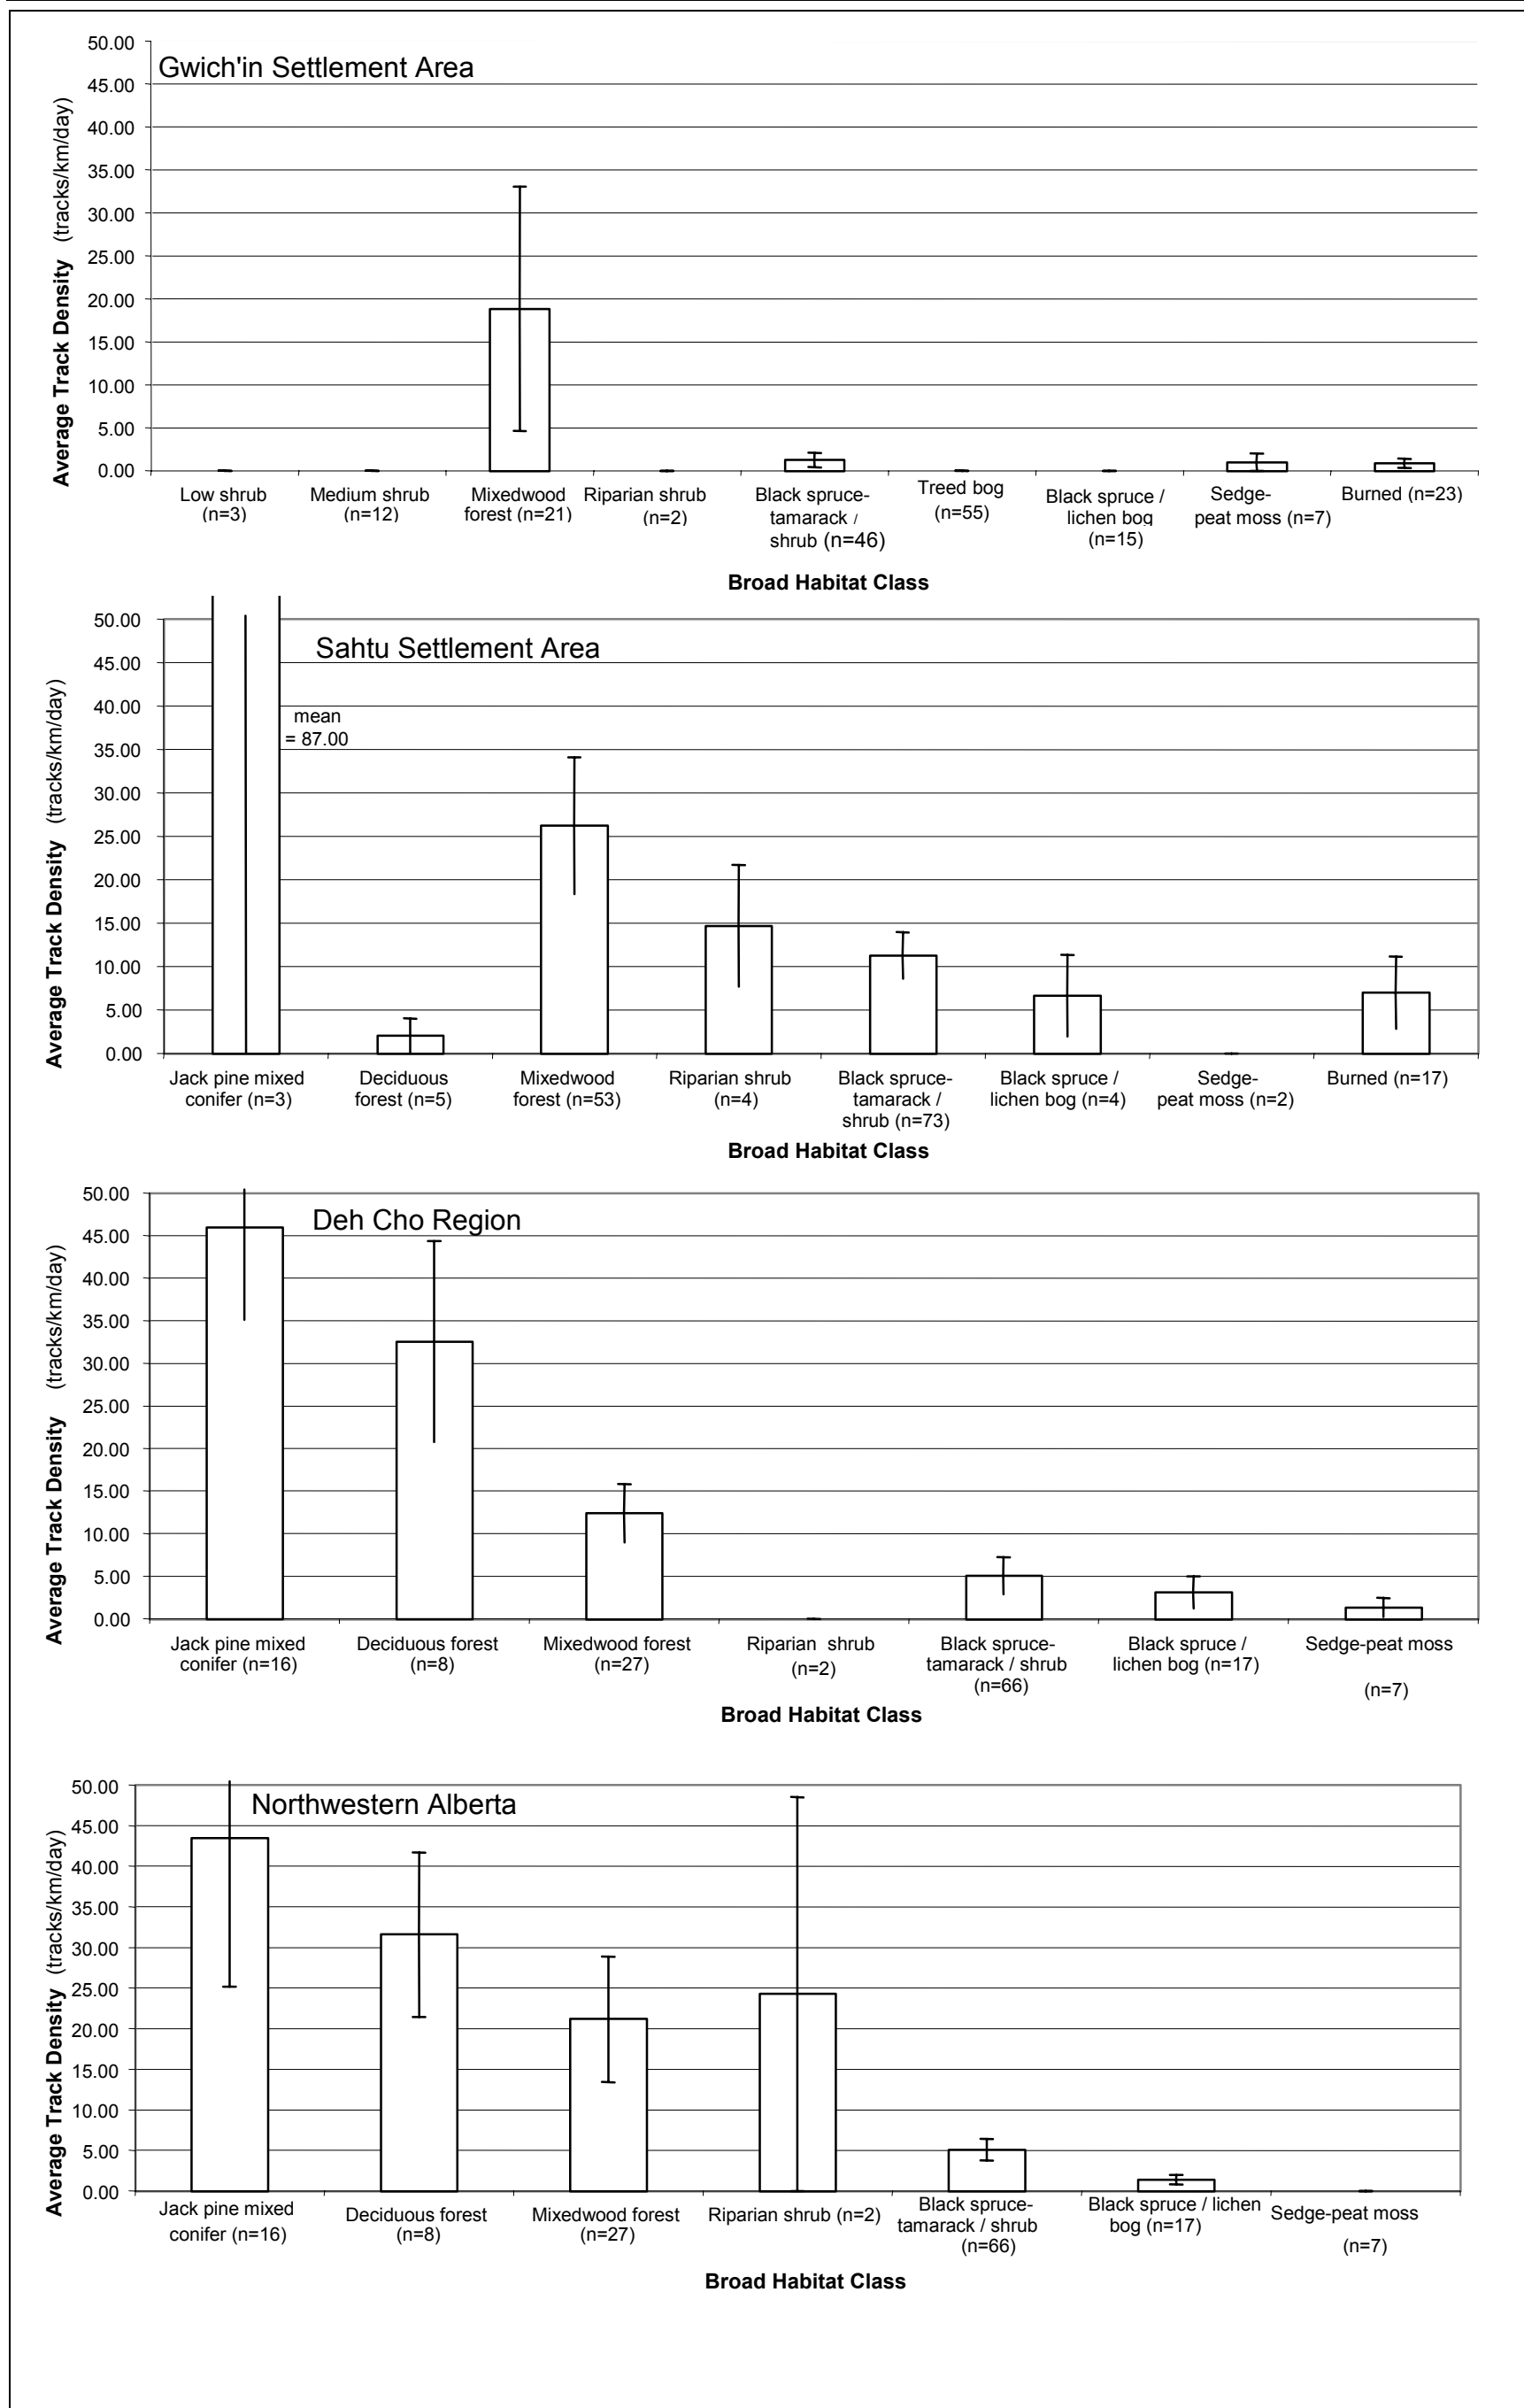 Gwich'in Settlement Area
Average Track Density (tracks/km/day)
50.00
45.00
40.00
35.00
30.00
25.00
20.00
15.00
10.00
5.00
0.00
Low shrub
(n=3)
Medium shrub
(n=12)
Mixedwood
forest (n=21)
Riparian shrub
(n=2)
Black spruce-
tamarack /
shrub (n=46)
Treed bog
(n=55)
Black spruce /
lichen bog
(n=15)
Sedge-
peat moss (n=7)
Burned (n=23)
Broad Habitat Class
Sahtu Settlement Area
Average Track Density (tracks/km/day)
50.00
45.00
40.00
35.00
30.00
25.00
20.00
15.00
10.00
5.00
0.00
mean
= 87.00
Jack pine mixed
conifer (n=3)
Deciduous
forest (n=5)
Mixedwood
forest (n=53)
Riparian shrub
(n=4)
Black spruce-
tamarack /
shrub (n=73)
Black spruce /
lichen bog (n=4)
Sedge-
peat moss (n=2)
Burned (n=17)
Broad Habitat Class
Deh Cho Region
Average Track Density (tracks/km/day)
50.00
45.00
40.00
35.00
30.00
25.00
20.00
15.00
10.00
5.00
0.00
Jack pine mixed
conifer (n=16)
Deciduous forest
(n=8)
Mixedwood forest
(n=27)
Riparian shrub
(n=2)
Black spruce-
tamarack / shrub
(n=66)
Black spruce /
lichen bog (n=17)
Sedge-peat moss
(n=7)
Broad Habitat Class
Northwestern Alberta
Average Track Density (tracks/km/day)
50.00
45.00
40.00
35.00
30.00
25.00
20.00
15.00
10.00
5.00
0.00
Jack pine mixed
conifer (n=16)
Deciduous forest
(n=8)
Mixedwood forest
(n=27)
Riparian shrub (n=2)
Black spruce-
tamarack / shrub
(n=66)
Black spruce / lichen
bog (n=17)
Sedge-peat moss
(n=7)
Broad Habitat Class